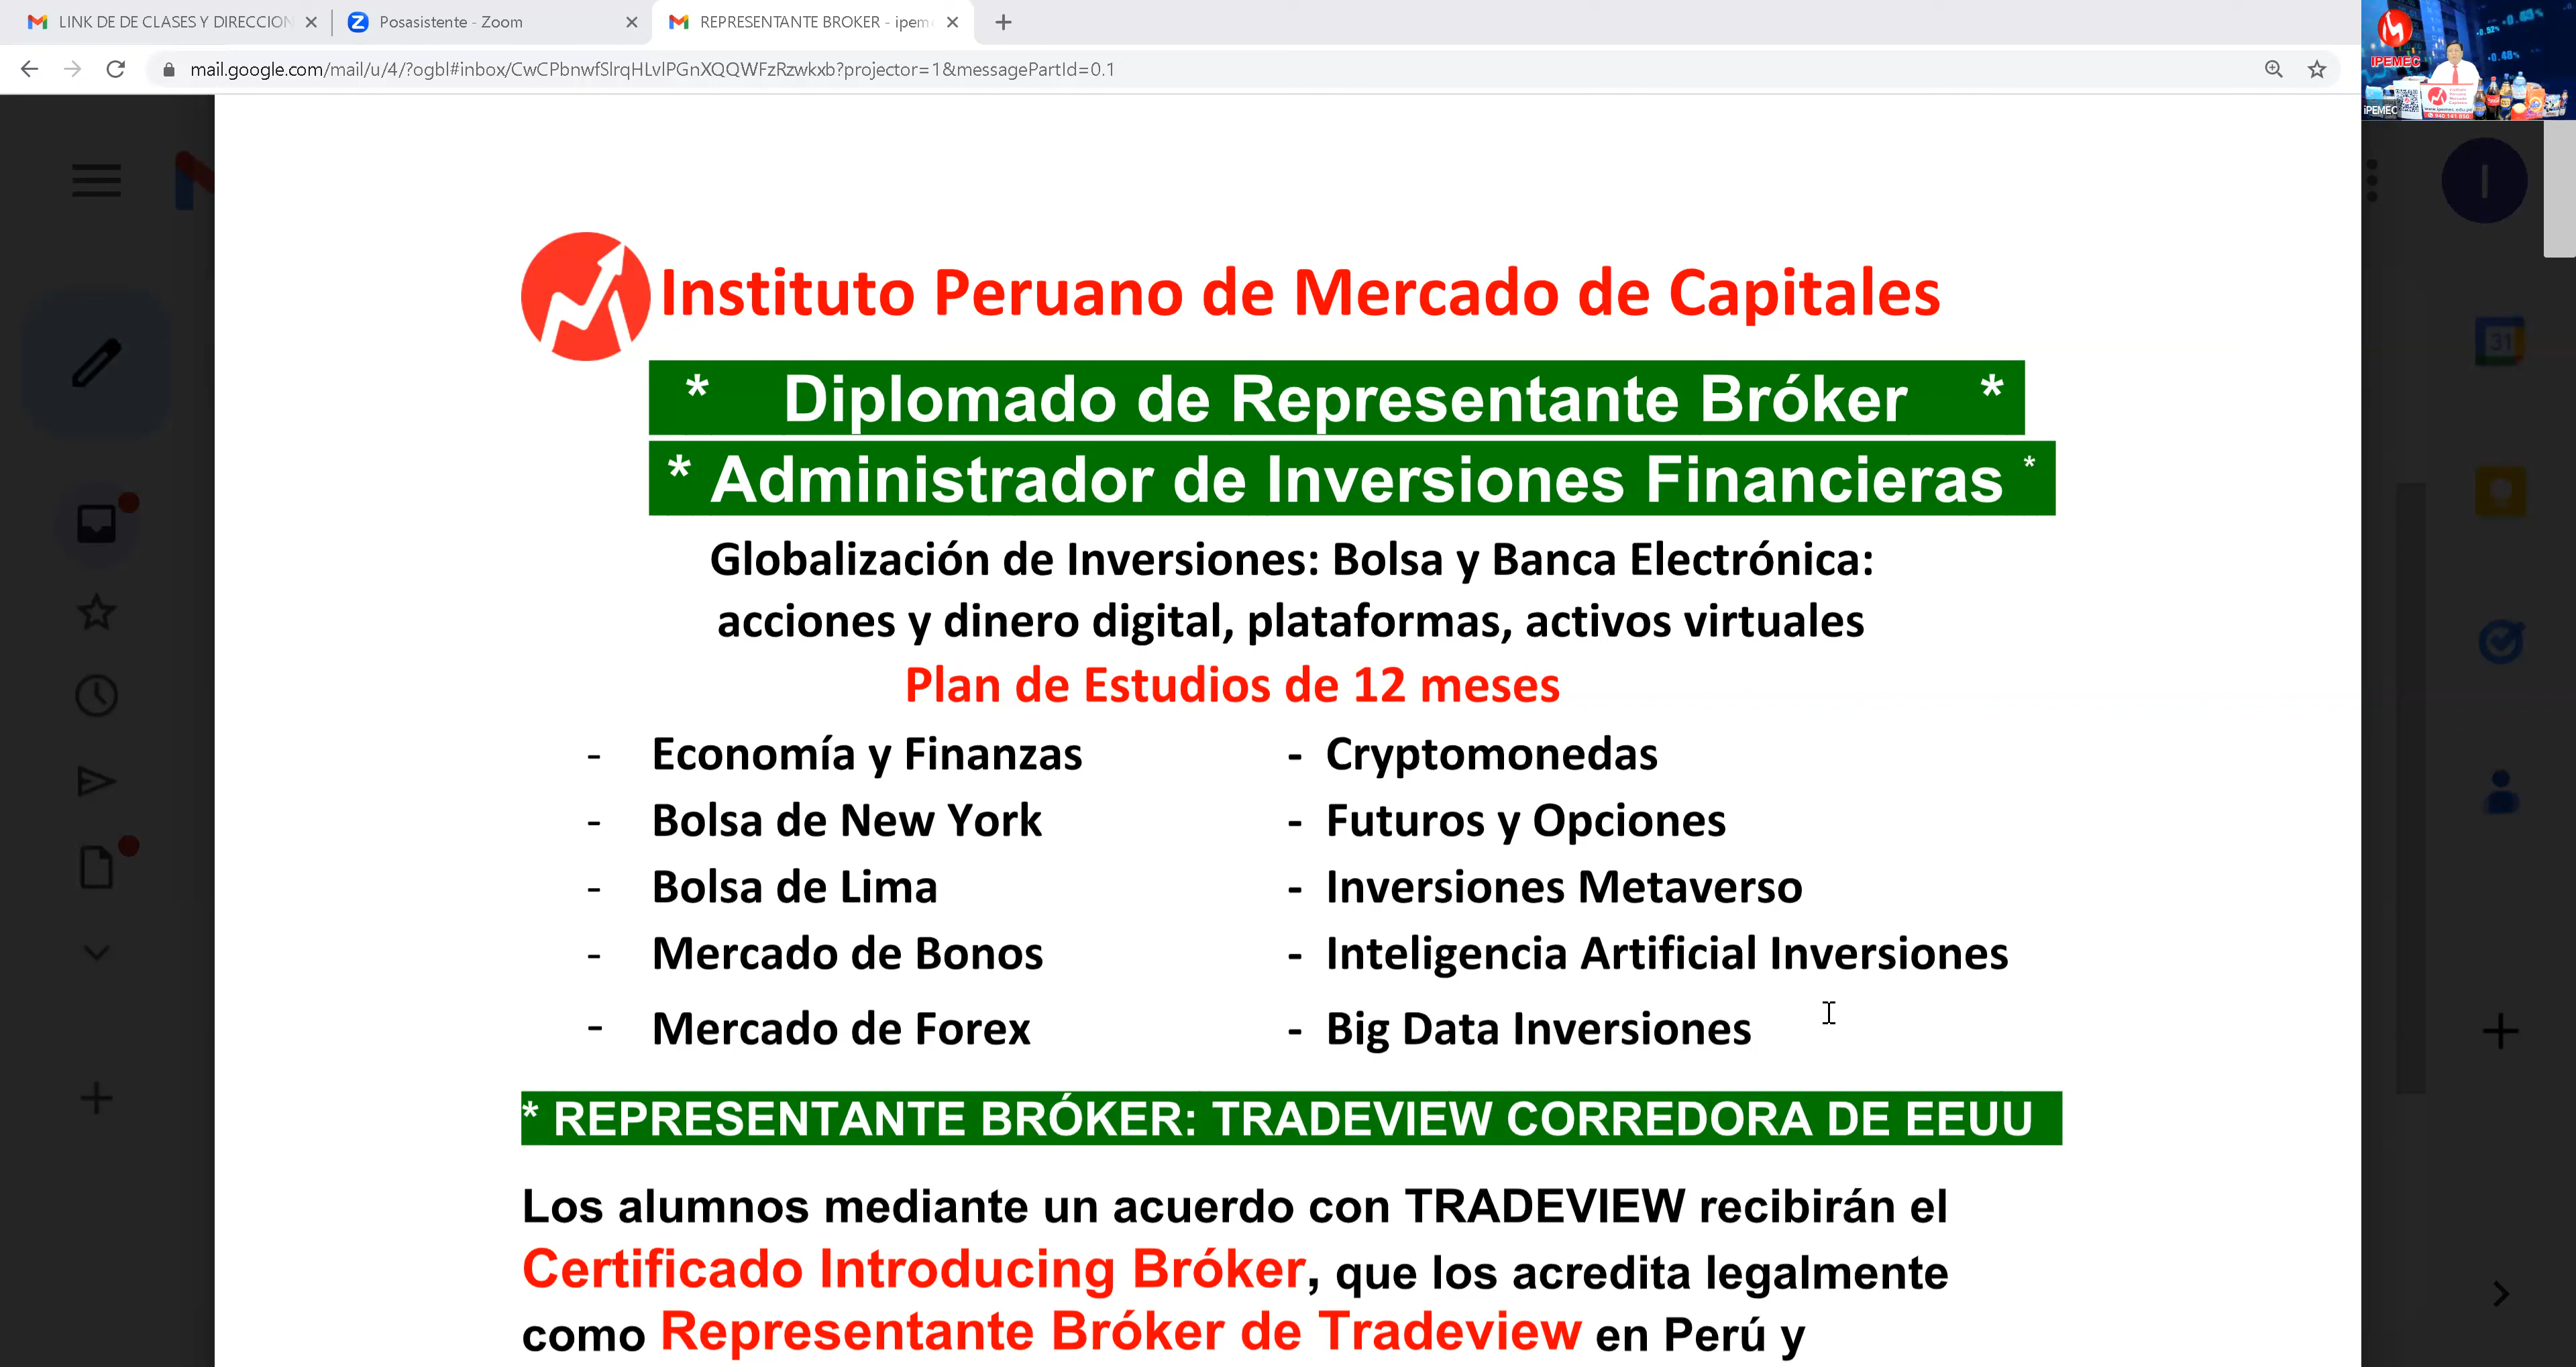 LINK DE DE CLASES Y DIRECCION
Posasistente - Zoom
REPRESENTANTE BROKER - ipem
mail.google.com/mail/u/4/?ogbl#inbox/CwCPbnwfSlrqHLvlPGnXQQWFzRzwkxb?projector=1&messagePartId=0.1
IPEMEC
iPEMEC
Instituto Peruano de Mercado de Capitales
* Diplomado de Representante Bróker *
* Administrador de Inversiones Financieras *
Globalización de Inversiones: Bolsa y Banca Electrónica:
acciones y dinero digital, plataformas, activos virtuales
Plan de Estudios de 12 meses
- Economía y Finanzas - Cryptomonedas
- Bolsa de New York - Futuros y Opciones
- Bolsa de Lima - Inversiones Metaverso
- Mercado de Bonos - Inteligencia Artificial Inversiones
- Mercado de Forex - Big Data Inversiones
* REPRESENTANTE BRÓKER: TRADEVIEW CORREDORA DE EEUU
Los alumnos mediante un acuerdo con TRADEVIEW recibirán el
Certificado Introducing Bróker, que los acredita legalmente
como Representante Bróker de Tradeview en Perú y